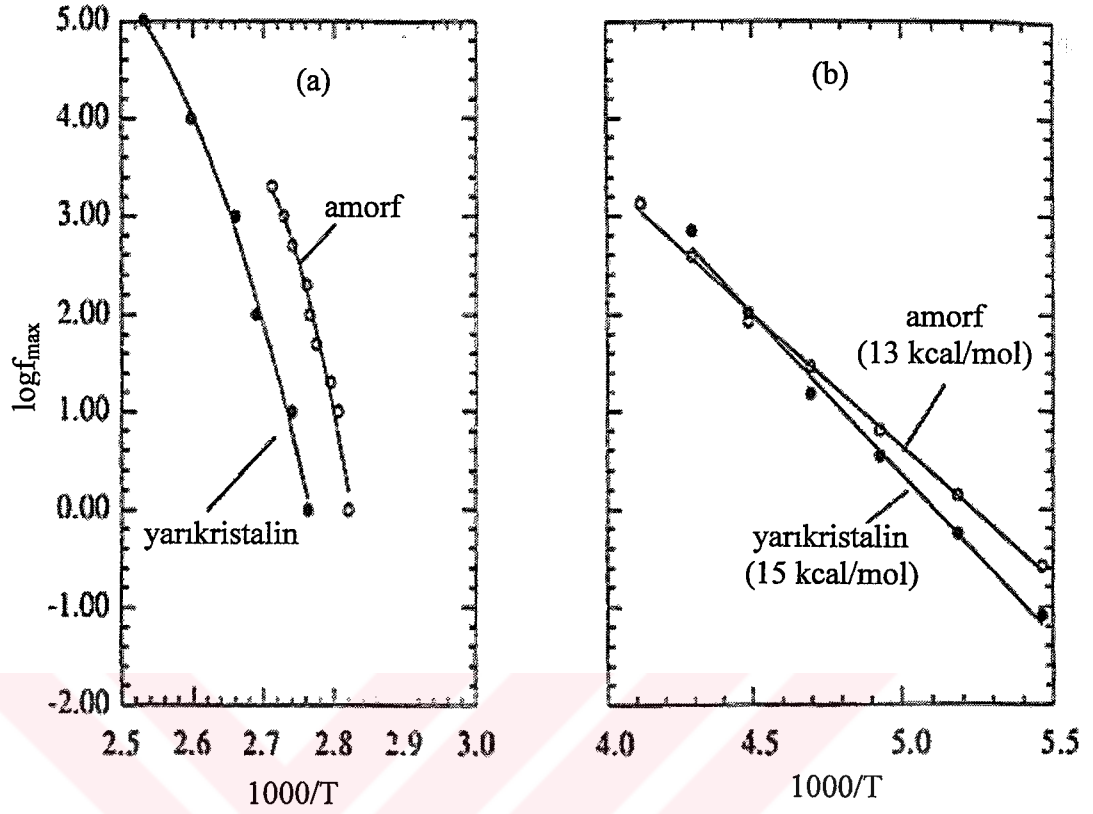 5.00
4.00
3.00
2.00
1.00
0.00
-1.00
-2.00
logf_max
(a)
amorf
yarıkristalin
2.5 2.6 2.7 2.8 2.9 3.0
1000/T
(b)
amorf
(13 kcal/mol)
yarıkristalin
(15 kcal/mol)
4.0 4.5 5.0 5.5
1000/T